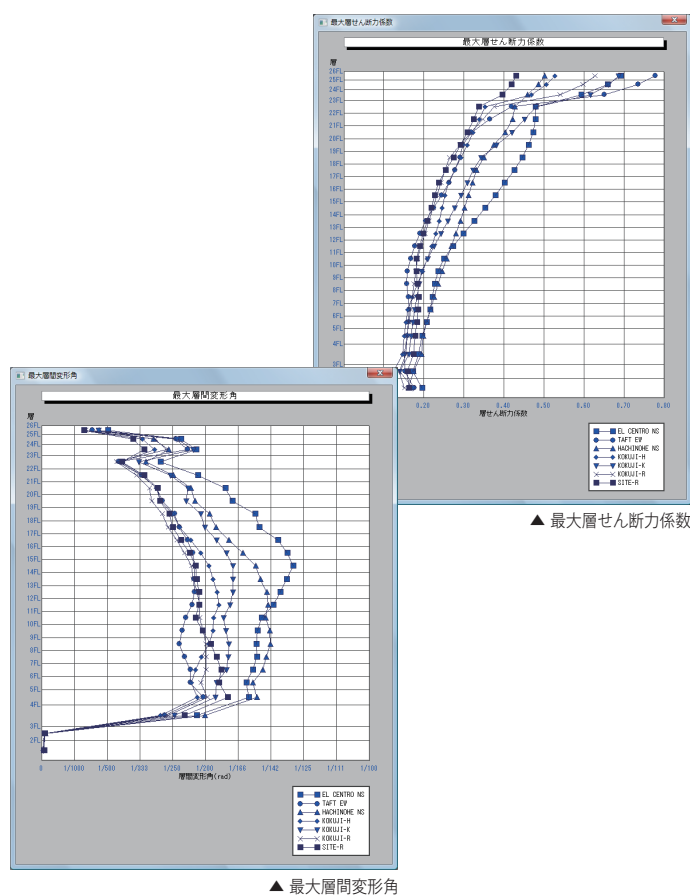 最大層せん断力係数
最大層せん断力係数
層
26FL
25FL
24FL
23FL
22FL
21FL
20FL
19FL
18FL
17FL
16FL
15FL
14FL
13FL
12FL
11FL
10FL
9FL
8FL
7FL
6FL
5FL
4FL
3FL
0.20 0.30 0.40 0.50 0.60 0.70 0.80
層せん断力係数
EL CENTRO NS
TAFT EW
HACHINOHE NS
KOKUJI-H
KOKUJI-K
KOKUJI-R
SITE-R
▲ 最大層せん断力係数
最大層間変形角
最大層間変形角
層
26FL
25FL
24FL
23FL
22FL
21FL
20FL
19FL
18FL
17FL
16FL
15FL
14FL
13FL
12FL
11FL
10FL
9FL
8FL
7FL
6FL
5FL
4FL
3FL
2FL
0 1/1000 1/500 1/333 1/250 1/200 1/166 1/142 1/125 1/111 1/100
層間変形角(rad)
EL CENTRO NS
TAFT EW
HACHINOHE NS
KOKUJI-H
KOKUJI-K
KOKUJI-R
SITE-R
▲ 最大層間変形角